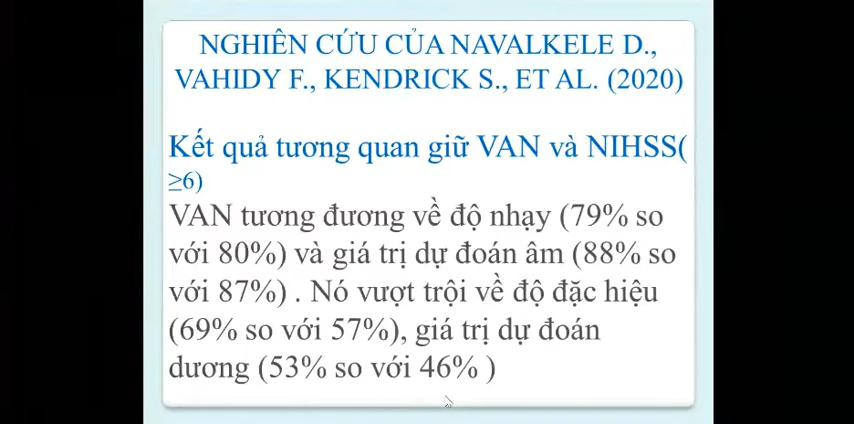 NGHIÊN CỨU CỦA NAVALKELE D.,
VAHIDY F., KENDRICK S., ET AL. (2020)
Kết quả tương quan giữ VAN và NIHSS(
≥6)
VAN tương đương về độ nhạy (79% so
với 80%) và giá trị dự đoán âm (88% so
với 87%) . Nó vượt trội về độ đặc hiệu
(69% so với 57%), giá trị dự đoán
dương (53% so với 46% )